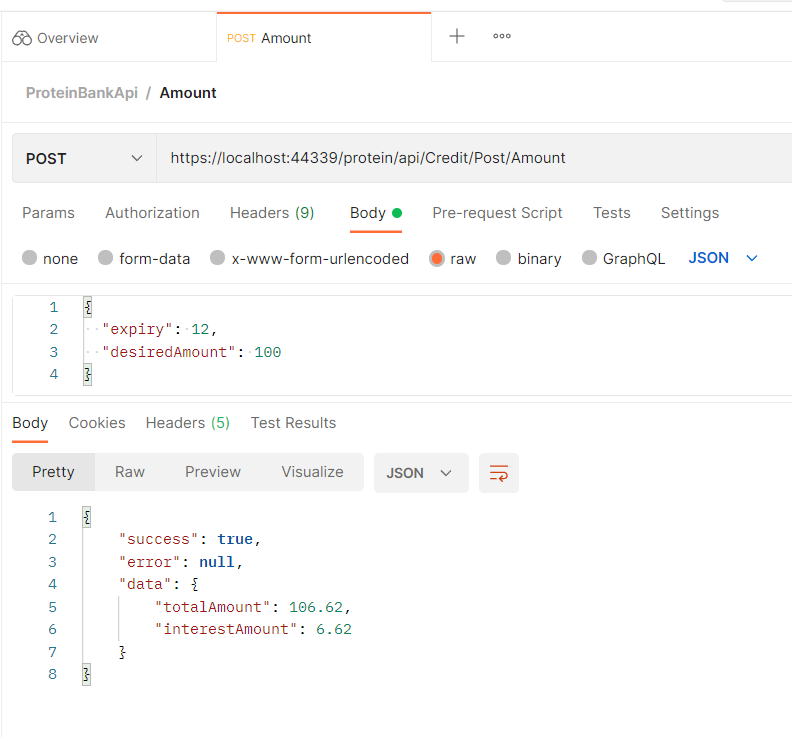 Overview POST Amount
ProteinBankApi / Amount
POST https://localhost:44339/protein/api/Credit/Post/Amount
Params Authorization Headers (9) Body Pre-request Script Tests Settings
none form-data x-www-form-urlencoded raw binary GraphQL JSON
1 {
2 "expiry": 12,
3 "desiredAmount": 100
4 }
Body Cookies Headers (5) Test Results
Pretty Raw Preview Visualize JSON
1 {
2 "success": true,
3 "error": null,
4 "data": {
5 "totalAmount": 106.62,
6 "interestAmount": 6.62
7 }
8 }